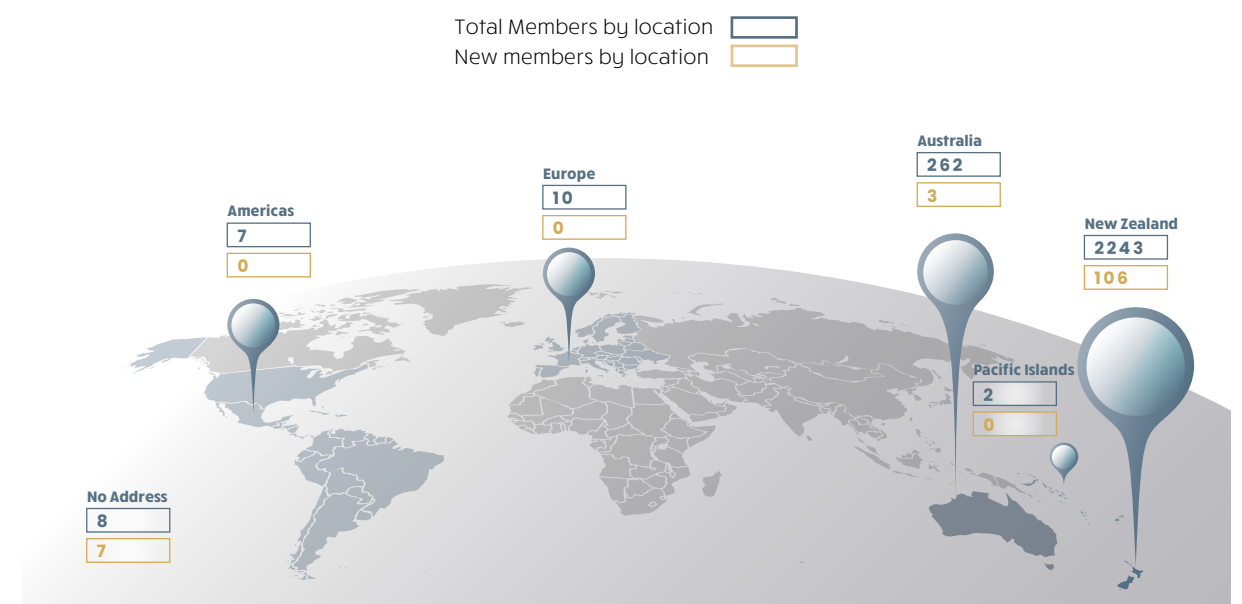 Total Members by location
New members by location
Australia
262
3
Europe
10
0
Americas
7
0
New Zealand
2243
106
Pacific Islands
2
0
No Address
8
7